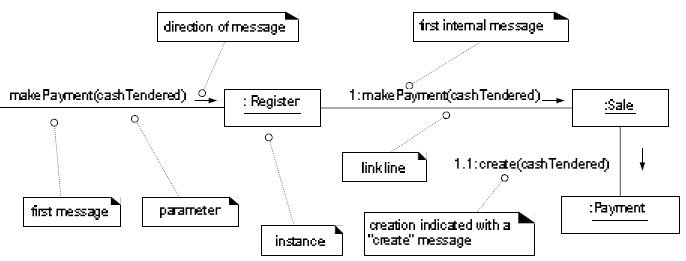 direction of message
first internal message
makePayment(cashTendered)
: Register
1: makePayment(cashTendered)
:Sale
link line
1.1: create(cashTendered)
first message
parameter
instance
creation indicated with a
"create" message
:Payment